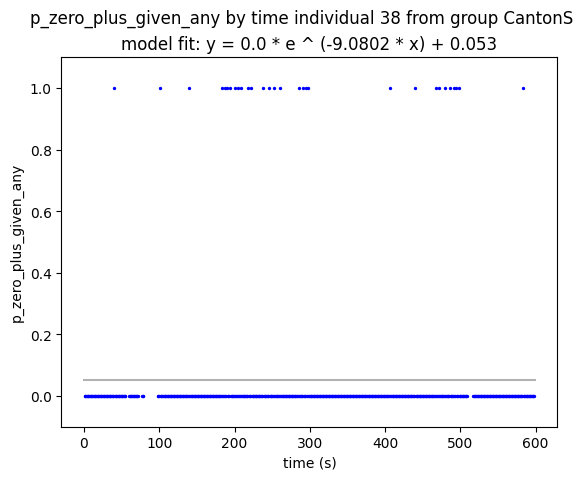 p_zero_plus_given_any by time individual 38 from group CantonS
model fit: y = 0.0 * e ^ (-9.0802 * x) + 0.053
1.0
0.8
0.6
0.4
0.2
0.0
p_zero_plus_given_any
0 100 200 300 400 500 600
time (s)